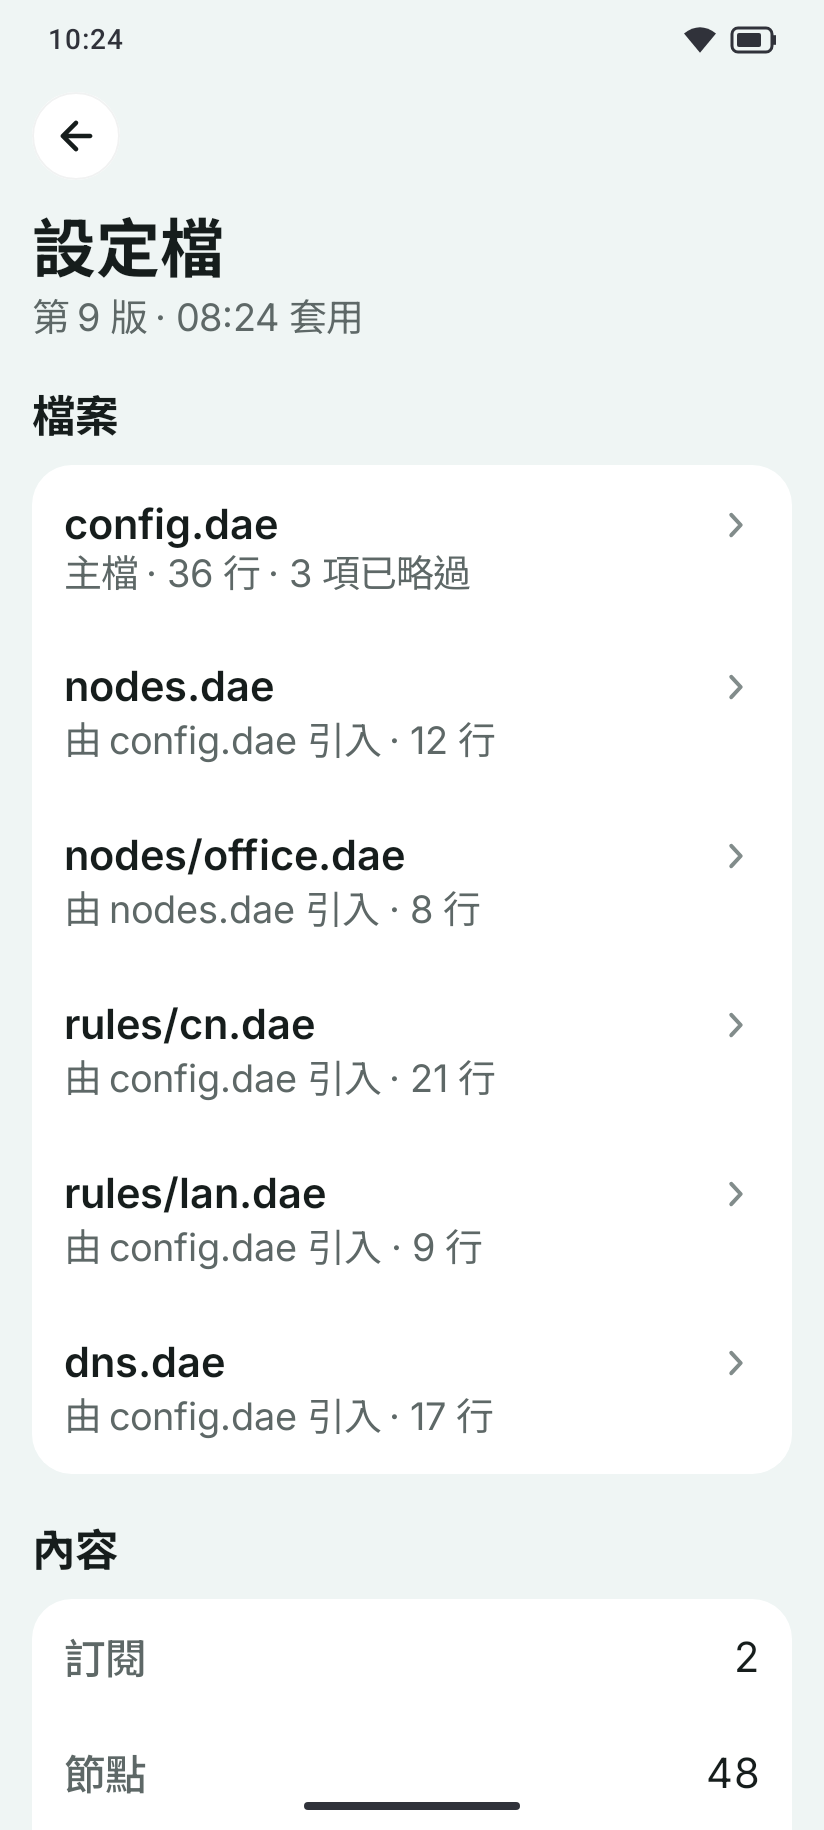 10:24
設定檔
第 9 版 · 08:24 套用
檔案
config.dae
主檔 · 36 行 · 3 項已略過
nodes.dae
由 config.dae 引入 · 12 行
nodes/office.dae
由 nodes.dae 引入 · 8 行
rules/cn.dae
由 config.dae 引入 · 21 行
rules/lan.dae
由 config.dae 引入 · 9 行
dns.dae
由 config.dae 引入 · 17 行
內容
訂閱 2
節點 48